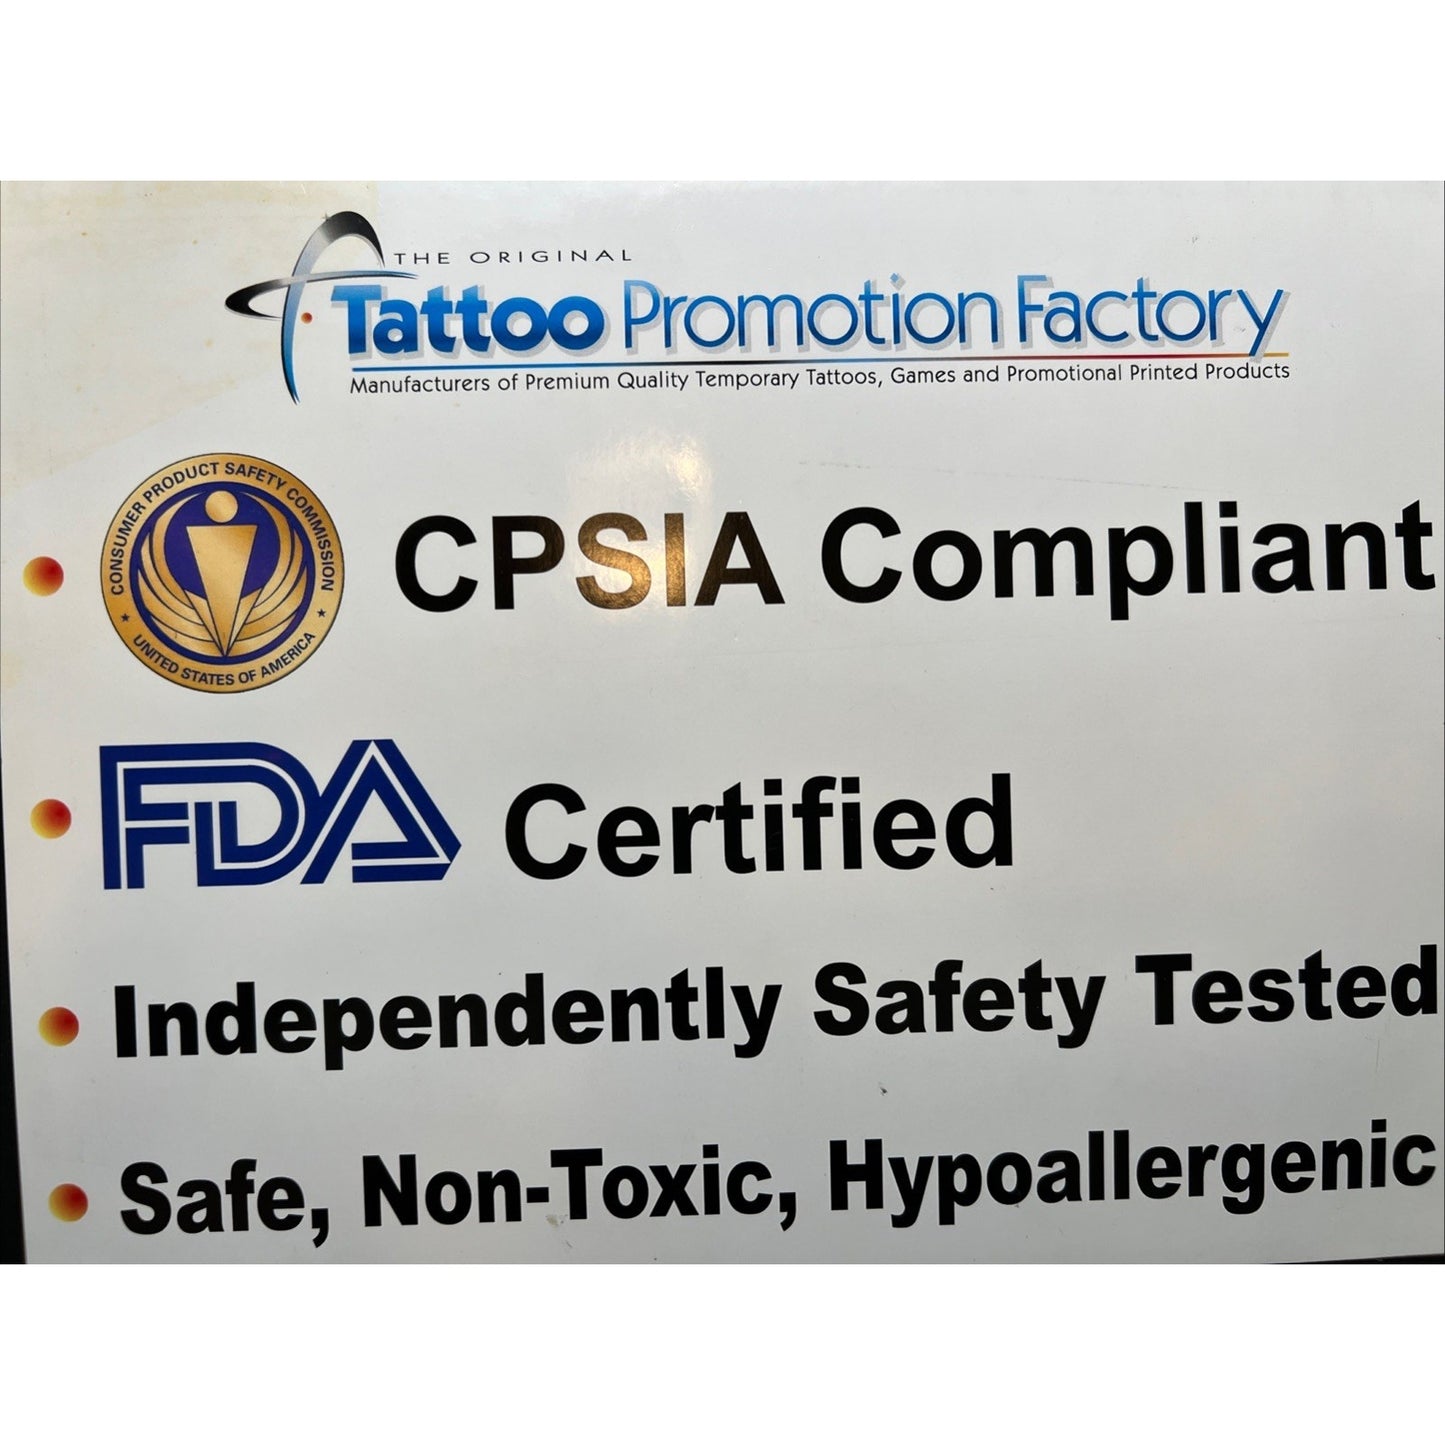 THE ORIGINAL
Tattoo Promotion Factory
Manufacturers of Premium Quality Temporary Tattoos, Games and Promotional Printed Products
CONSUMER PRODUCT SAFETY COMMISSION
★ UNITED STATES OF AMERICA ★
• CPSIA Compliant
• FDA Certified
• Independently Safety Tested
• Safe, Non-Toxic, Hypoallergenic